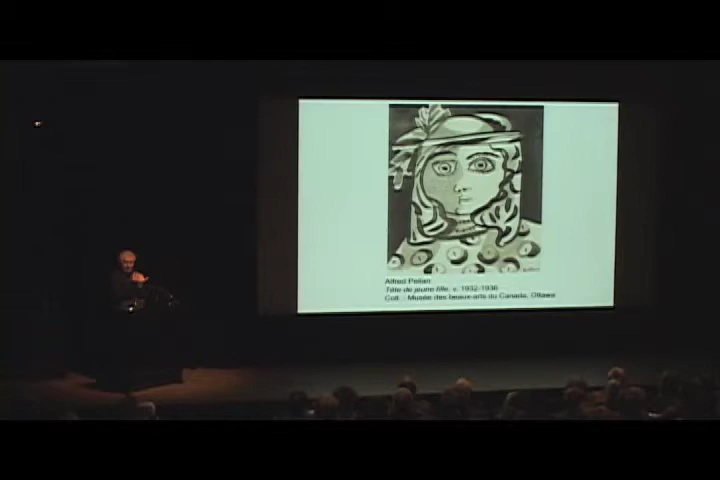 Alfred Pellan
Tête de jeune fille, v. 1932/1936
Coll. : Musée des beaux-arts du Canada, Ottawa